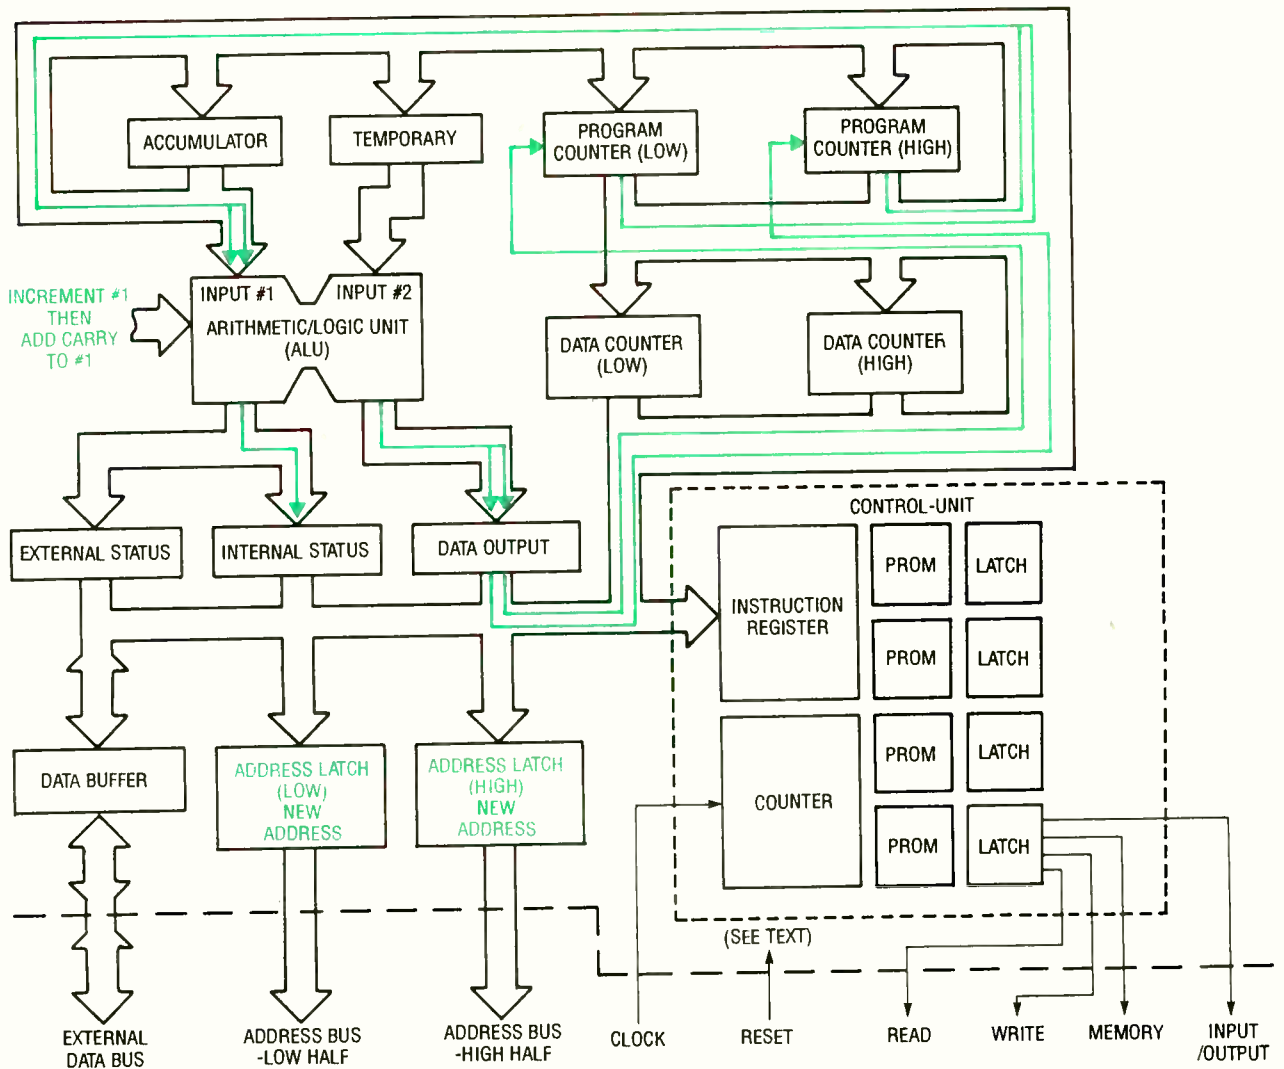 ACCUMULATOR
TEMPORARY
PROGRAM
COUNTER (LOW)
PROGRAM
COUNTER (HIGH)
INCREMENT #1
THEN
ADD CARRY
TO #1
INPUT #1
INPUT #2
ARITHMETIC/LOGIC UNIT
(ALU)
DATA COUNTER
(LOW)
DATA COUNTER
(HIGH)
EXTERNAL STATUS
INTERNAL STATUS
DATA OUTPUT
CONTROL-UNIT
INSTRUCTION
REGISTER
PROM
LATCH
PROM
LATCH
DATA BUFFER
ADDRESS LATCH
(LOW)
NEW
ADDRESS
ADDRESS LATCH
(HIGH)
NEW
ADDRESS
COUNTER
PROM
LATCH
PROM
LATCH
(SEE TEXT)
EXTERNAL
DATA BUS
ADDRESS BUS
-LOW HALF
ADDRESS BUS
-HIGH HALF
CLOCK
RESET
READ
WRITE
MEMORY
INPUT
/OUTPUT